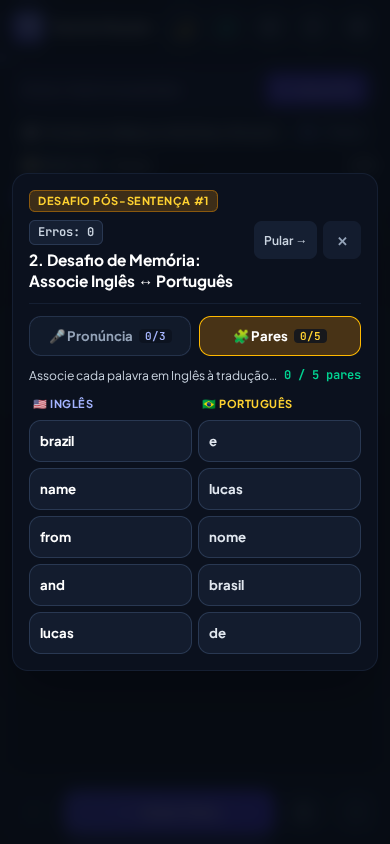 DESAFIO PÓS-SENTENÇA #1
Erros: 0
2. Desafio de Memória:
Associe Inglês ↔ Português
Pular →
×
🎤 Pronúncia 0/3
🧩 Pares 0/5
Associe cada palavra em Inglês à tradução... 0 / 5 pares
🇺🇸 INGLÊS
🇧🇷 PORTUGUÊS
brazil
e
name
lucas
from
nome
and
brasil
lucas
de